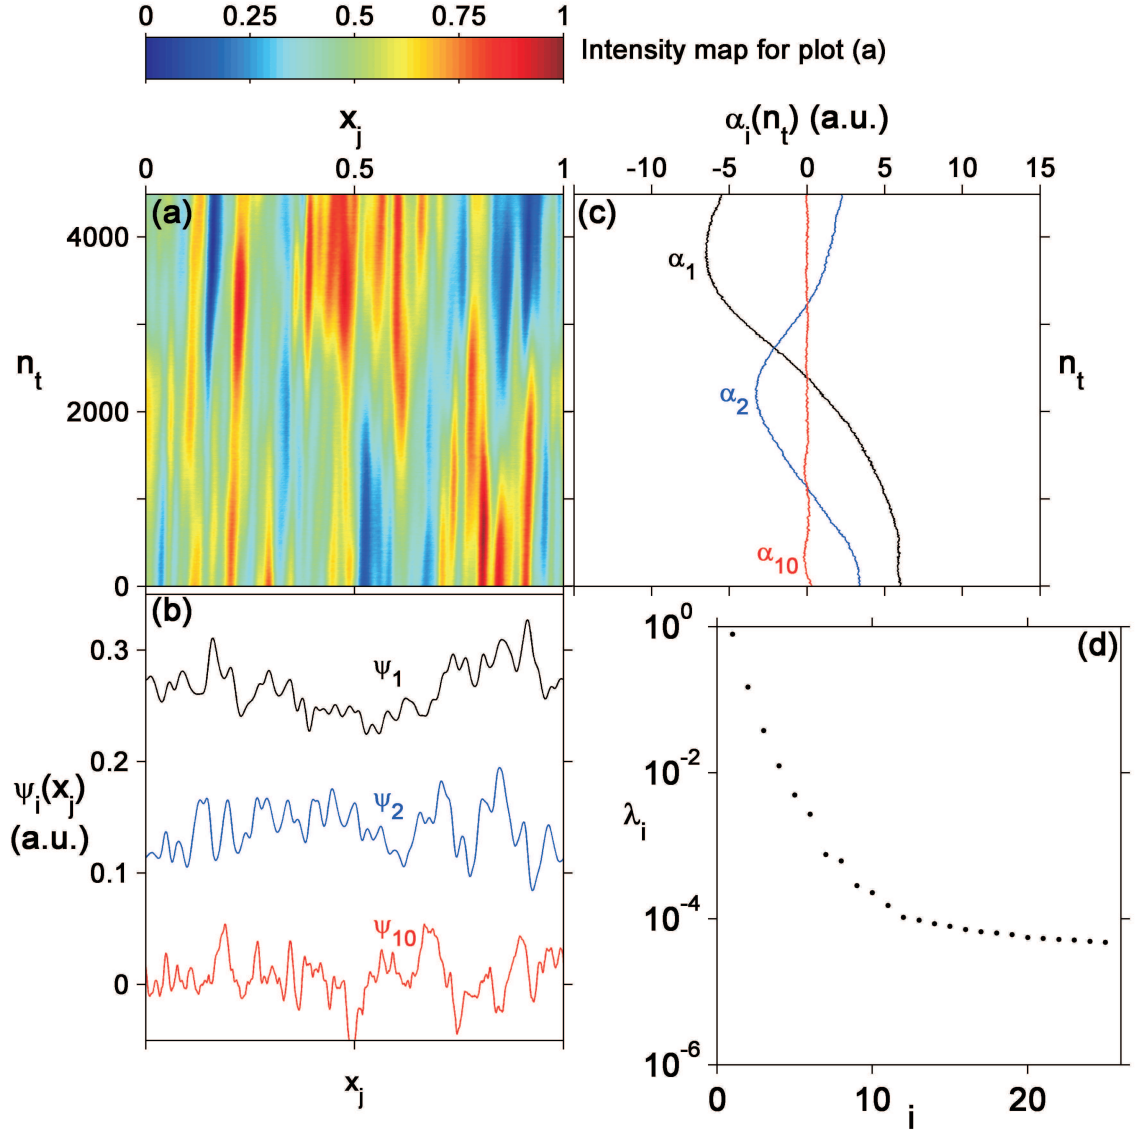 0 0.25 0.5 0.75 1
Intensity map for plot (a)
x_j
0 0.5 1
α_i(n_t) (a.u.)
-10 -5 0 5 10 15
(a)
4000
n_t
2000
0
(c)
α_1
α_2
α_10
n_t
(b)
0.3
0.2
ψ_i(x_j)
(a.u.)
0.1
0
ψ_1
ψ_2
ψ_10
x_j
(d)
10^0
10^-2
λ_i
10^-4
10^-6
0 10 20
i